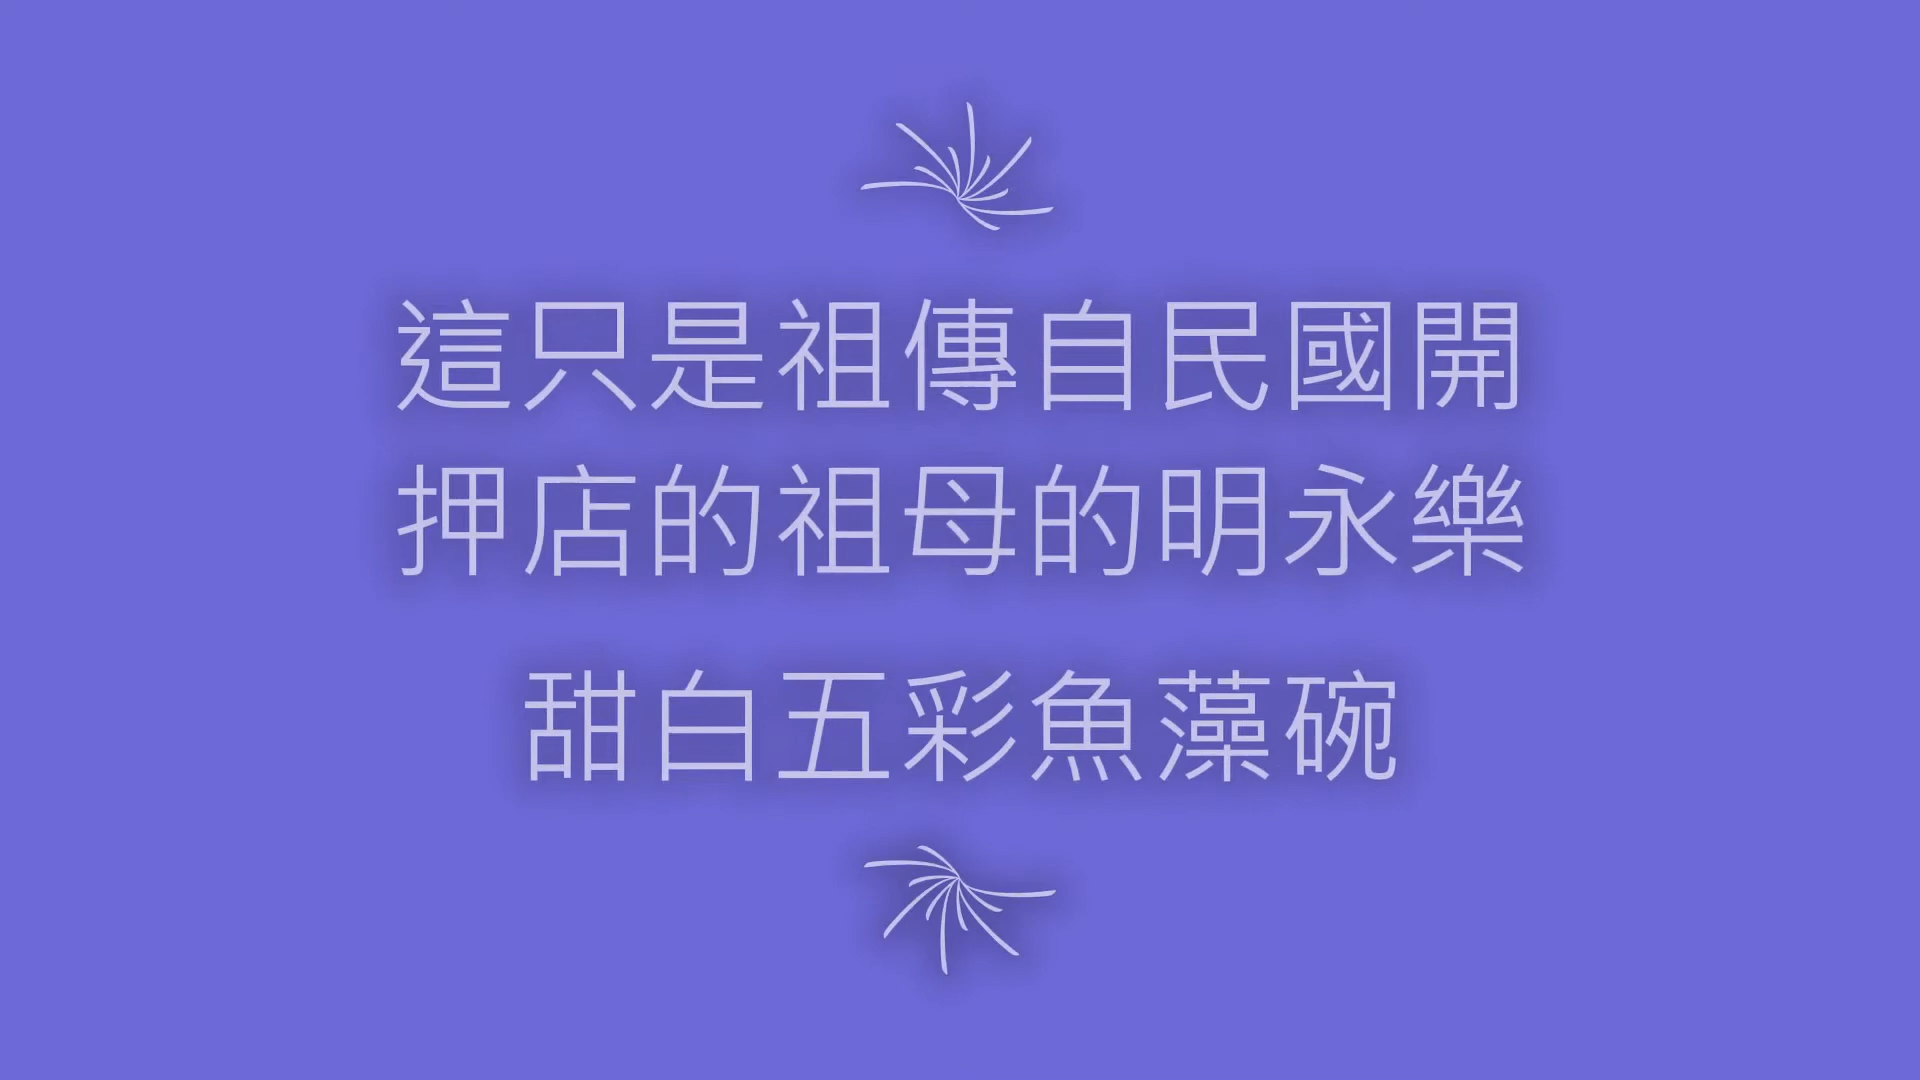 這只是祖傳自民國開
押店的祖母的明永樂
甜白五彩魚藻碗